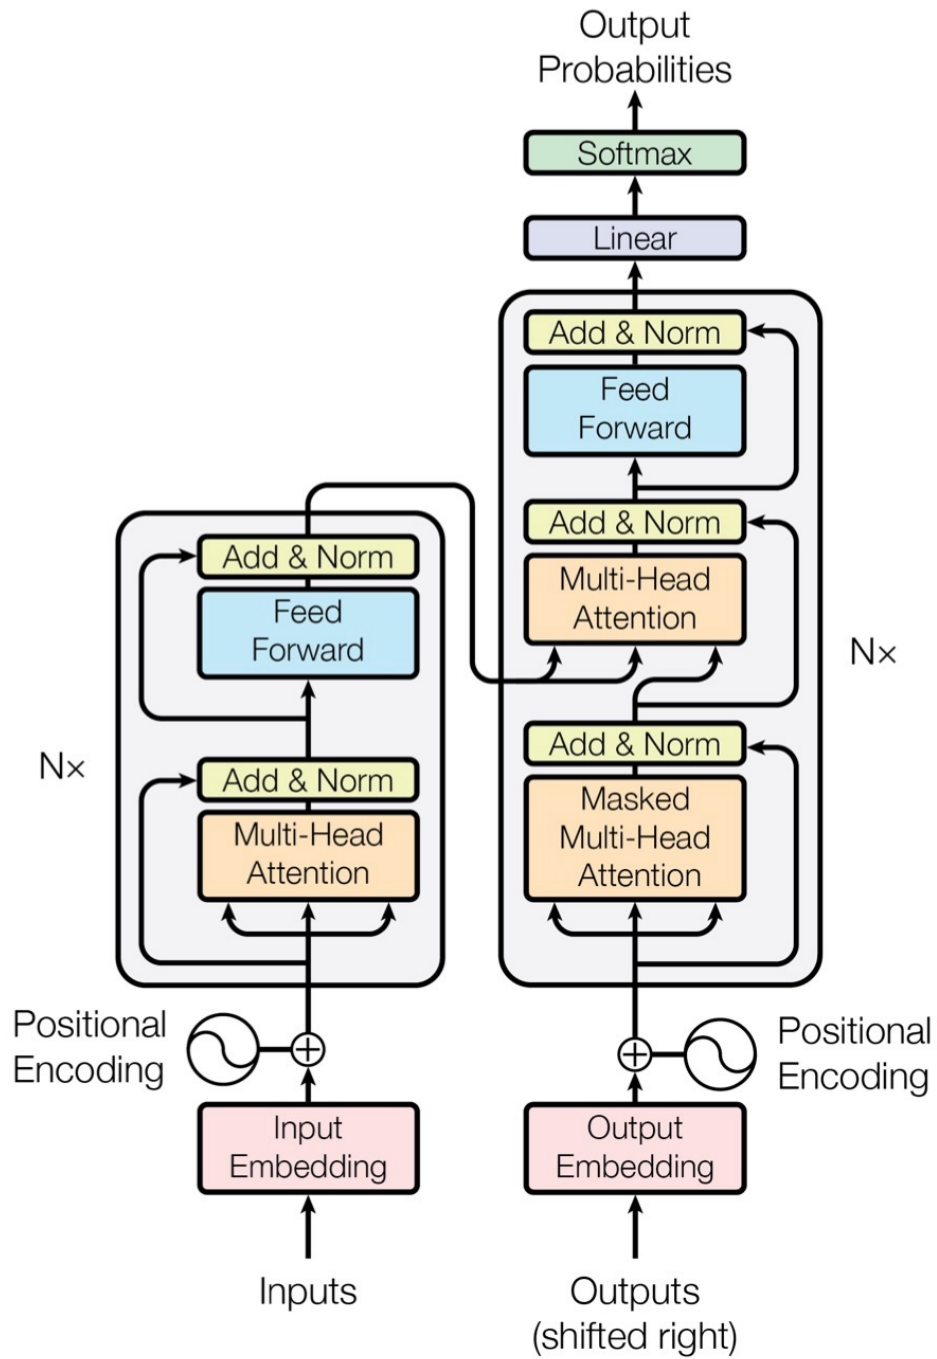 Output
Probabilities
Softmax
Linear
Add & Norm
Feed
Forward
Add & Norm
Multi-Head
Attention
N×
Add & Norm
Masked
Multi-Head
Attention
Add & Norm
Feed
Forward
N×
Add & Norm
Multi-Head
Attention
Positional
Encoding
Positional
Encoding
Input
Embedding
Output
Embedding
Inputs
Outputs
(shifted right)